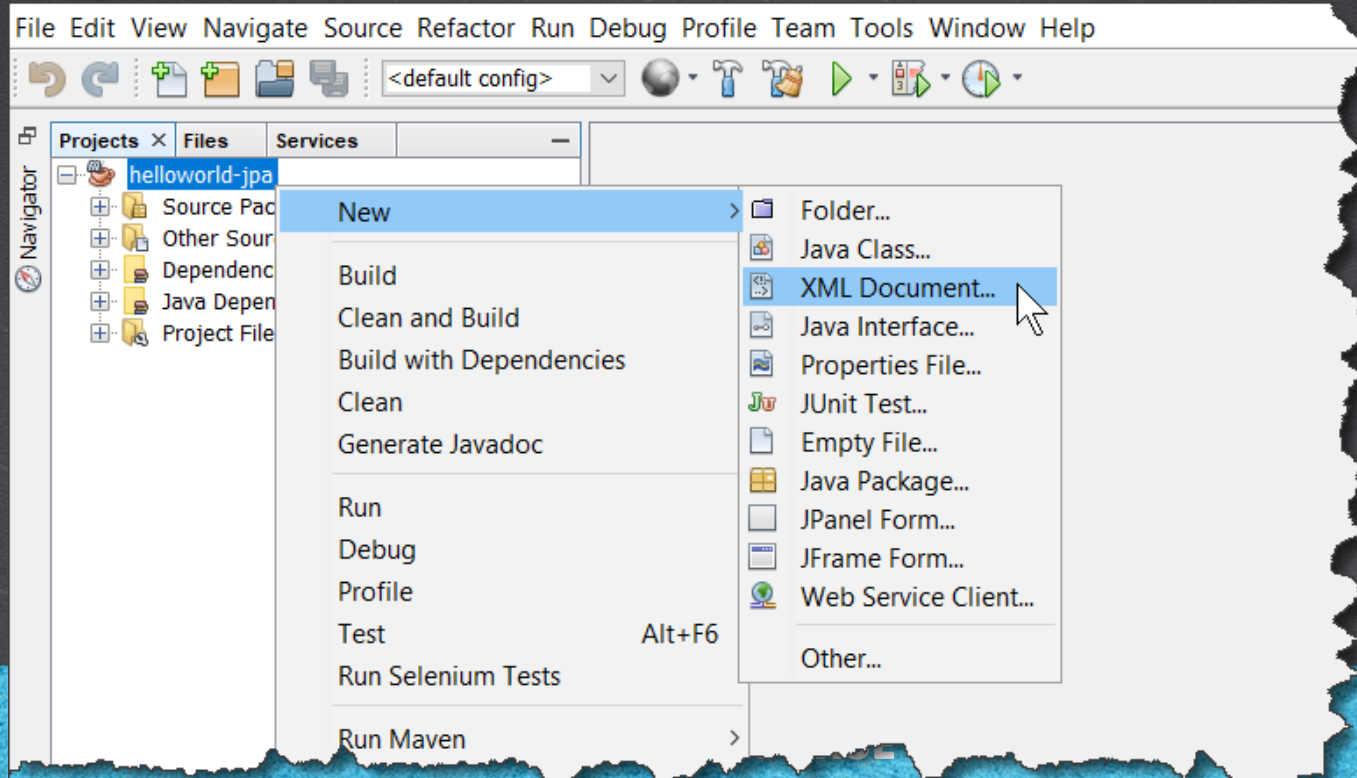 File Edit View Navigate Source Refactor Run Debug Profile Team Tools Window Help
<default config>
Projects Files Services
Navigator
helloworld-jpa
Source Pac
Other Sour
Dependenc
Java Depen
Project File
New
Build
Clean and Build
Build with Dependencies
Clean
Generate Javadoc
Run
Debug
Profile
Test Alt+F6
Run Selenium Tests
Run Maven
Folder...
Java Class...
XML Document...
Java Interface...
Properties File...
JUnit Test...
Empty File...
Java Package...
JPanel Form...
JFrame Form...
Web Service Client...
Other...